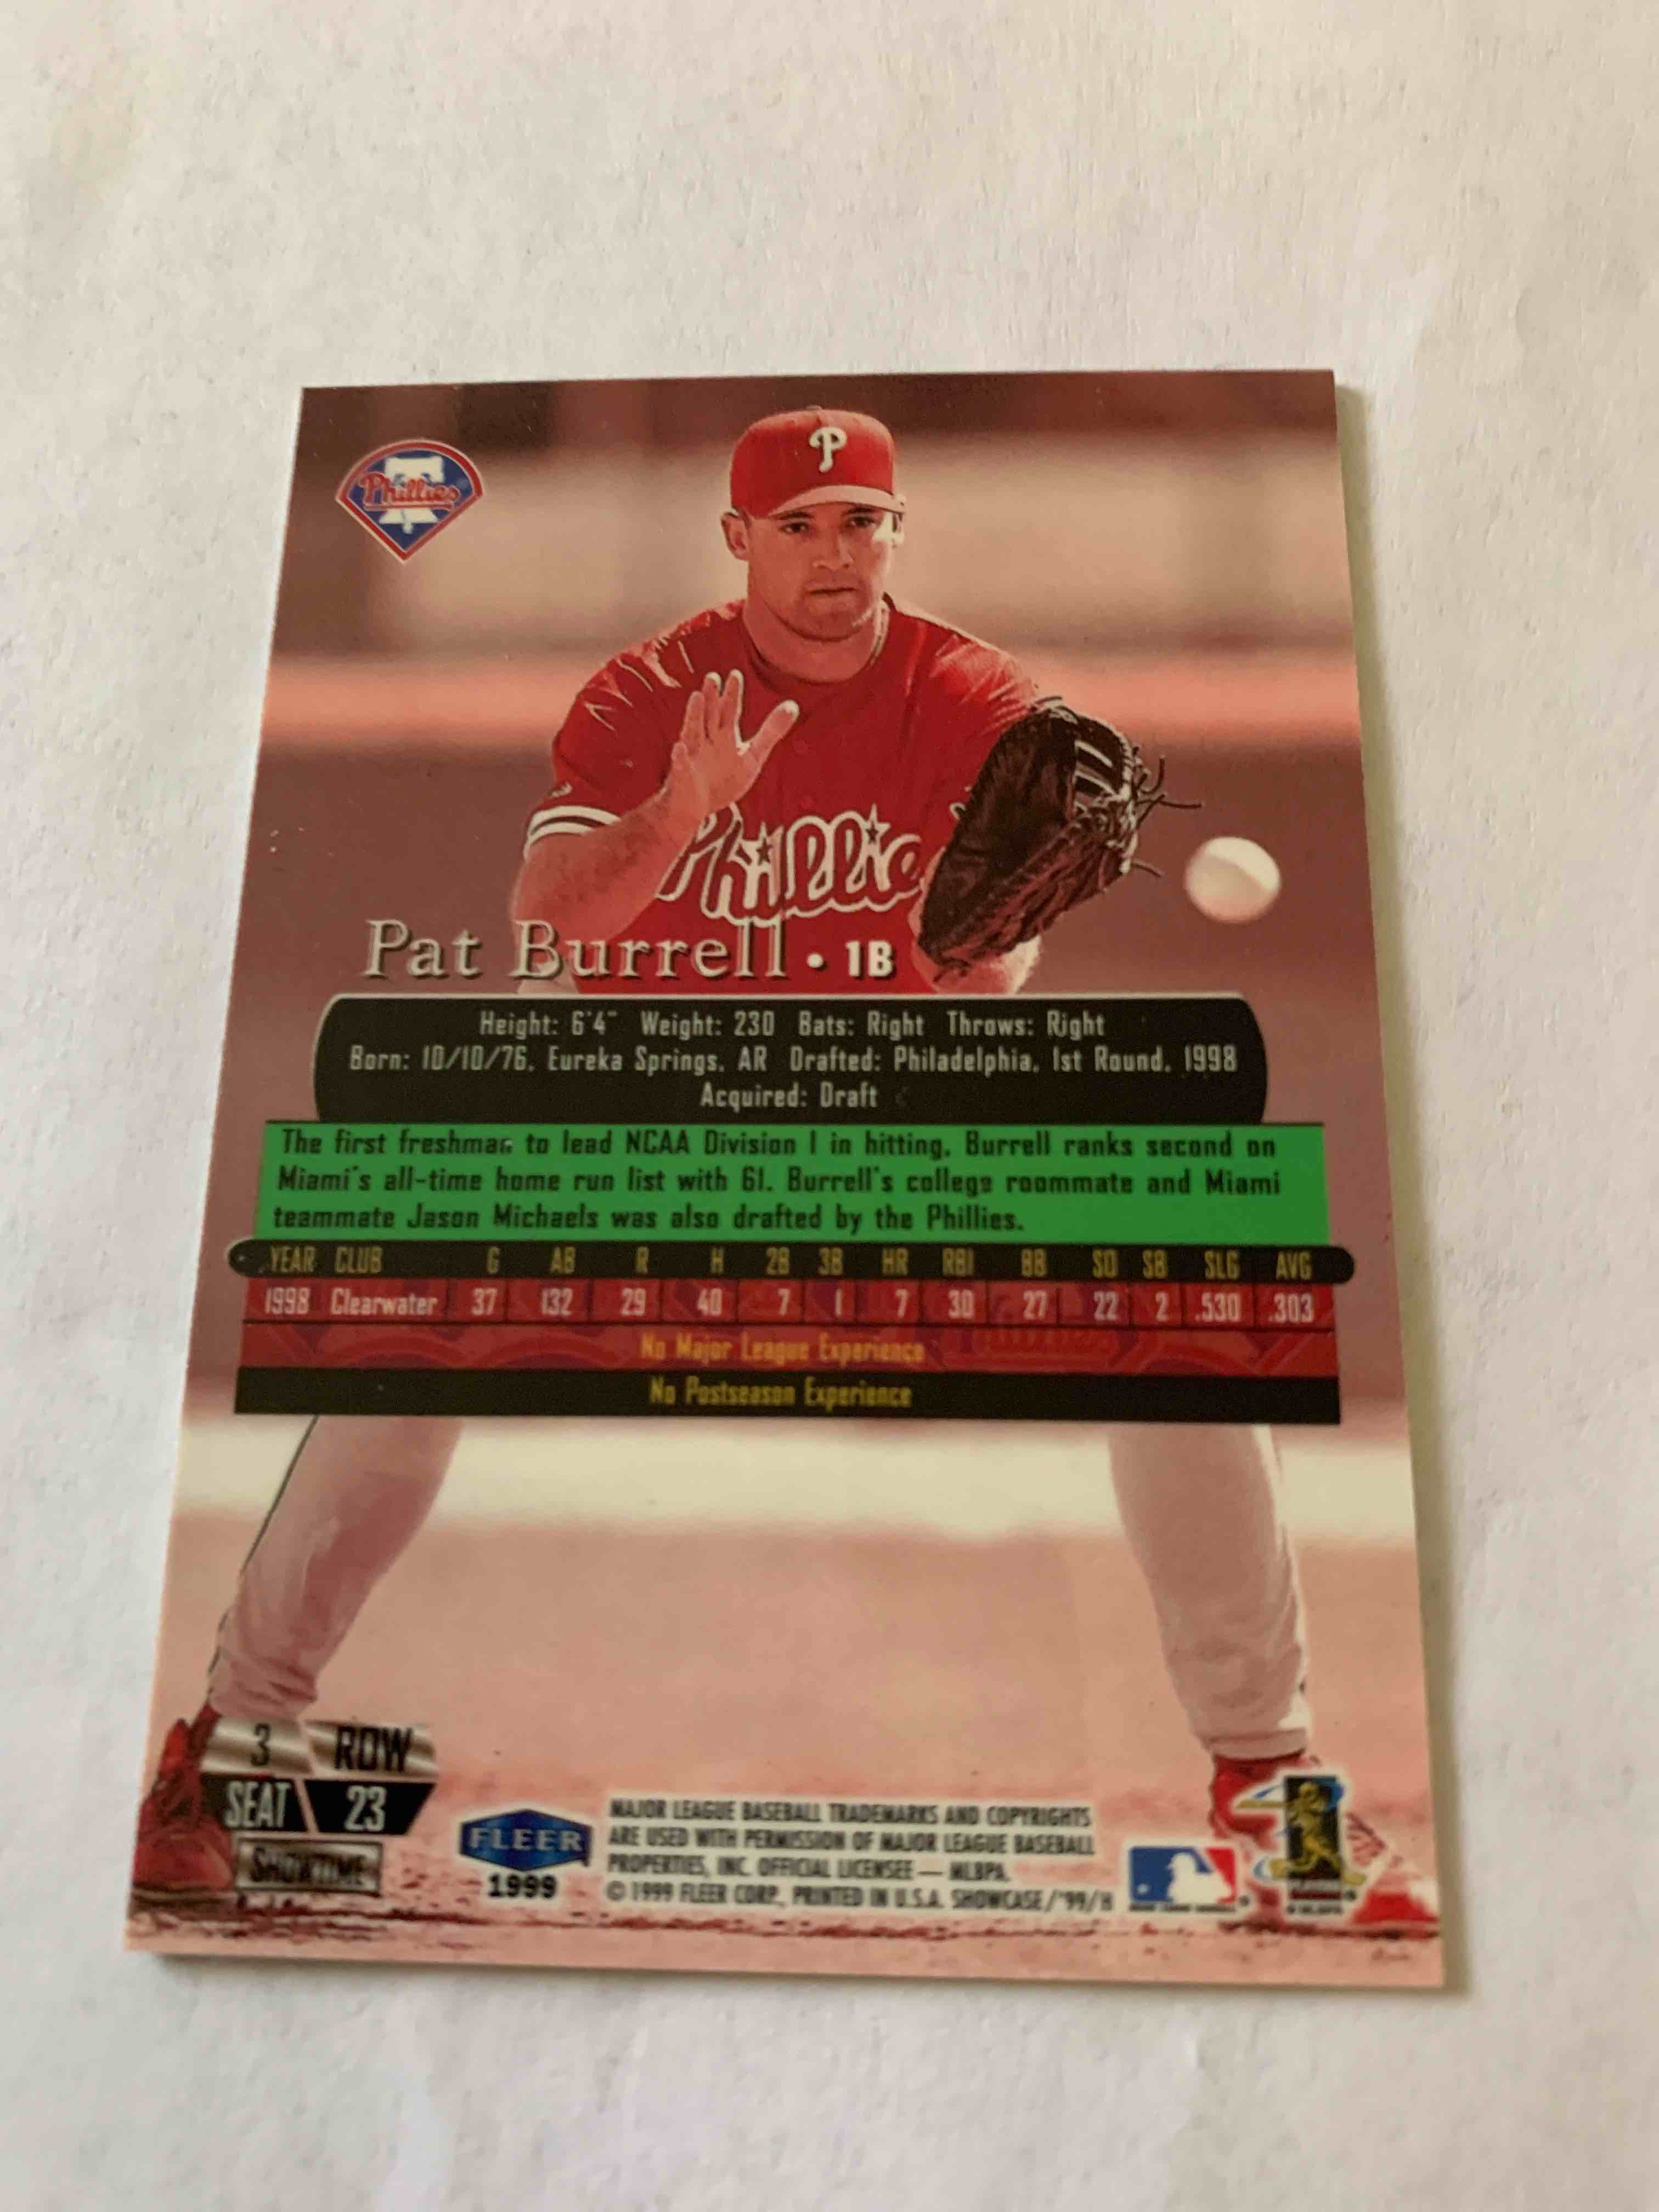 P
Phillies
Phillie
Pat Burrell • 1B
Height: 6'4" Weight: 230 Bats: Right Throws: Right
Born: 10/10/76, Eureka Springs, AR Drafted: Philadelphia, 1st Round, 1998
Acquired: Draft
The first freshman to lead NCAA Division I in hitting, Burrell ranks second on
Miami's all-time home run list with 61. Burrell's college roommate and Miami
teammate Jason Michaels was also drafted by the Phillies.
YEAR CLUB G AB R H 2B 3B HR RBI BB SO SB SLG AVG
1998 Clearwater 37 132 29 40 7 1 7 30 27 22 2 .530 .303
No Major League Experience
No Postseason Experience
3 ROW
SEAT 23
SHOWTIME
FLEER
1999
MAJOR LEAGUE BASEBALL TRADEMARKS AND COPYRIGHTS
ARE USED WITH PERMISSION OF MAJOR LEAGUE BASEBALL
PROPERTIES, INC. OFFICIAL LICENSEE — MLBPA.
© 1999 FLEER CORP., PRINTED IN U.S.A. SHOWCASE/'99/H